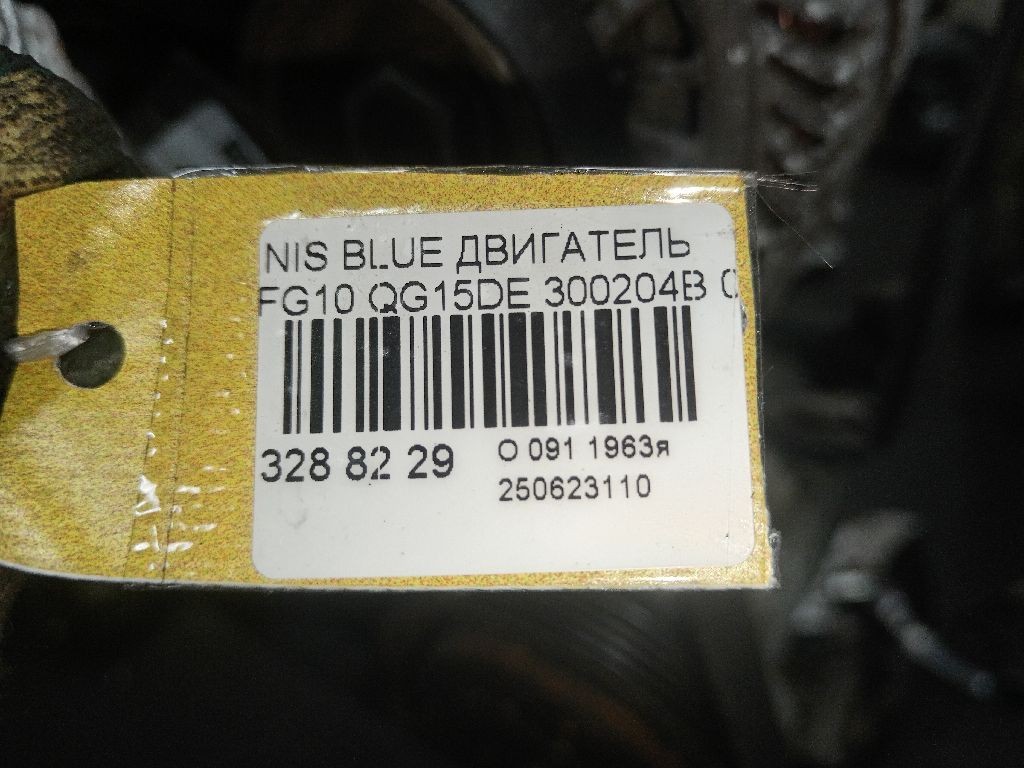 NIS BLUE ДВИГАТЕЛЬ
FG10 QG15DE 300204B
328 82 29
О 091 1963я
250623110